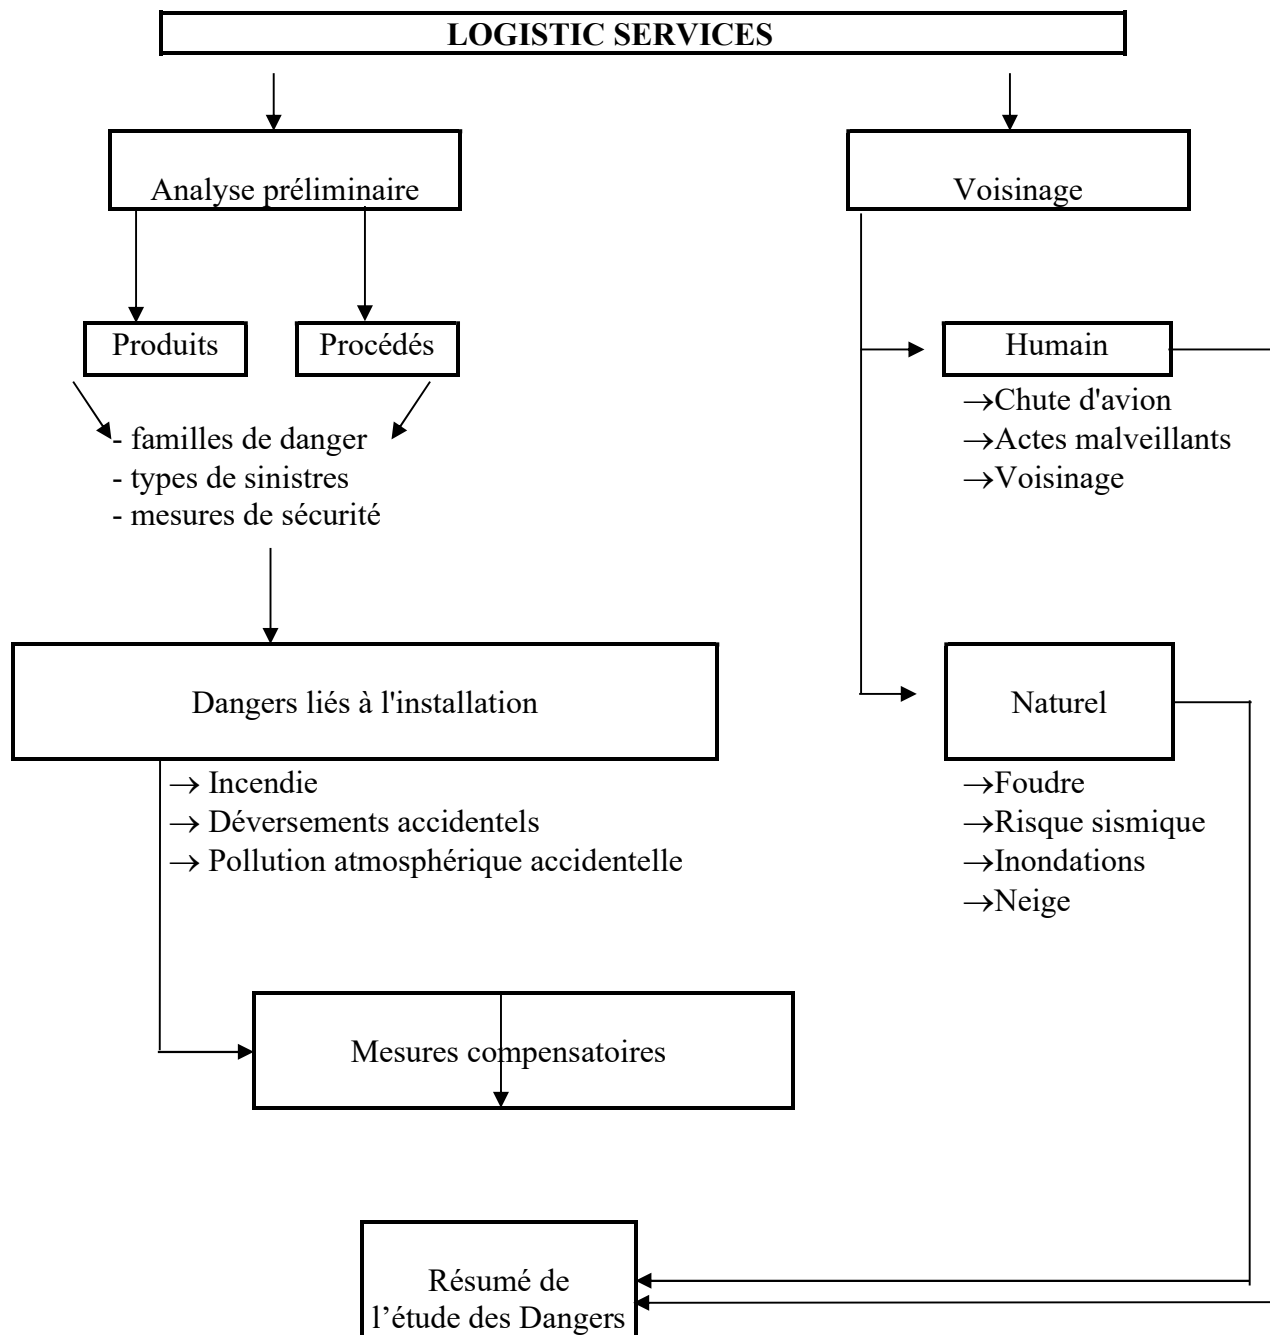 LOGISTIC SERVICES
Analyse préliminaire
Voisinage
Produits
Procédés
Humain
→Chute d'avion
→Actes malveillants
→Voisinage
- familles de danger
- types de sinistres
- mesures de sécurité
Dangers liés à l'installation
Naturel
→ Incendie
→ Déversements accidentels
→ Pollution atmosphérique accidentelle
→Foudre
→Risque sismique
→Inondations
→Neige
Mesures compensatoires
Résumé de
l’étude des Dangers